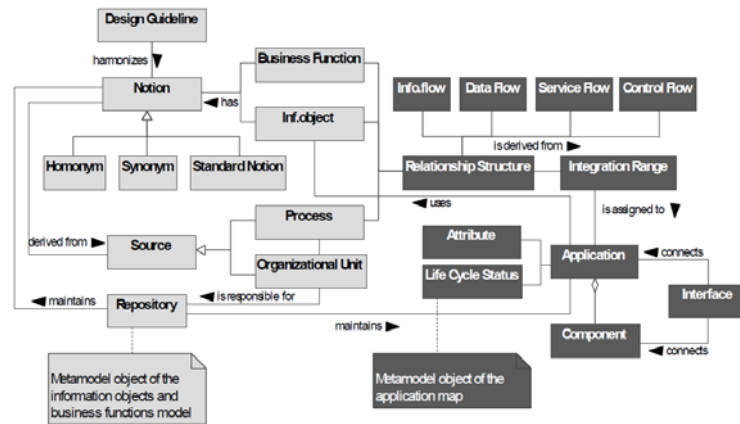 Design Guideline
harmonizes
Notion
has
Business Function
Inf.object
Info.flow
Data Flow
Service Flow
Control Flow
is derived from
Homonym
Synonym
Standard Notion
Relationship Structure
Integration Range
uses
is assigned to
derived from
Source
Process
Organizational Unit
Attribute
Life Cycle Status
Application
connects
Interface
maintains
Repository
is responsible for
maintains
Component
connects
Metamodel object of the
information objects and
business functions model
Metamodel object of the
application map